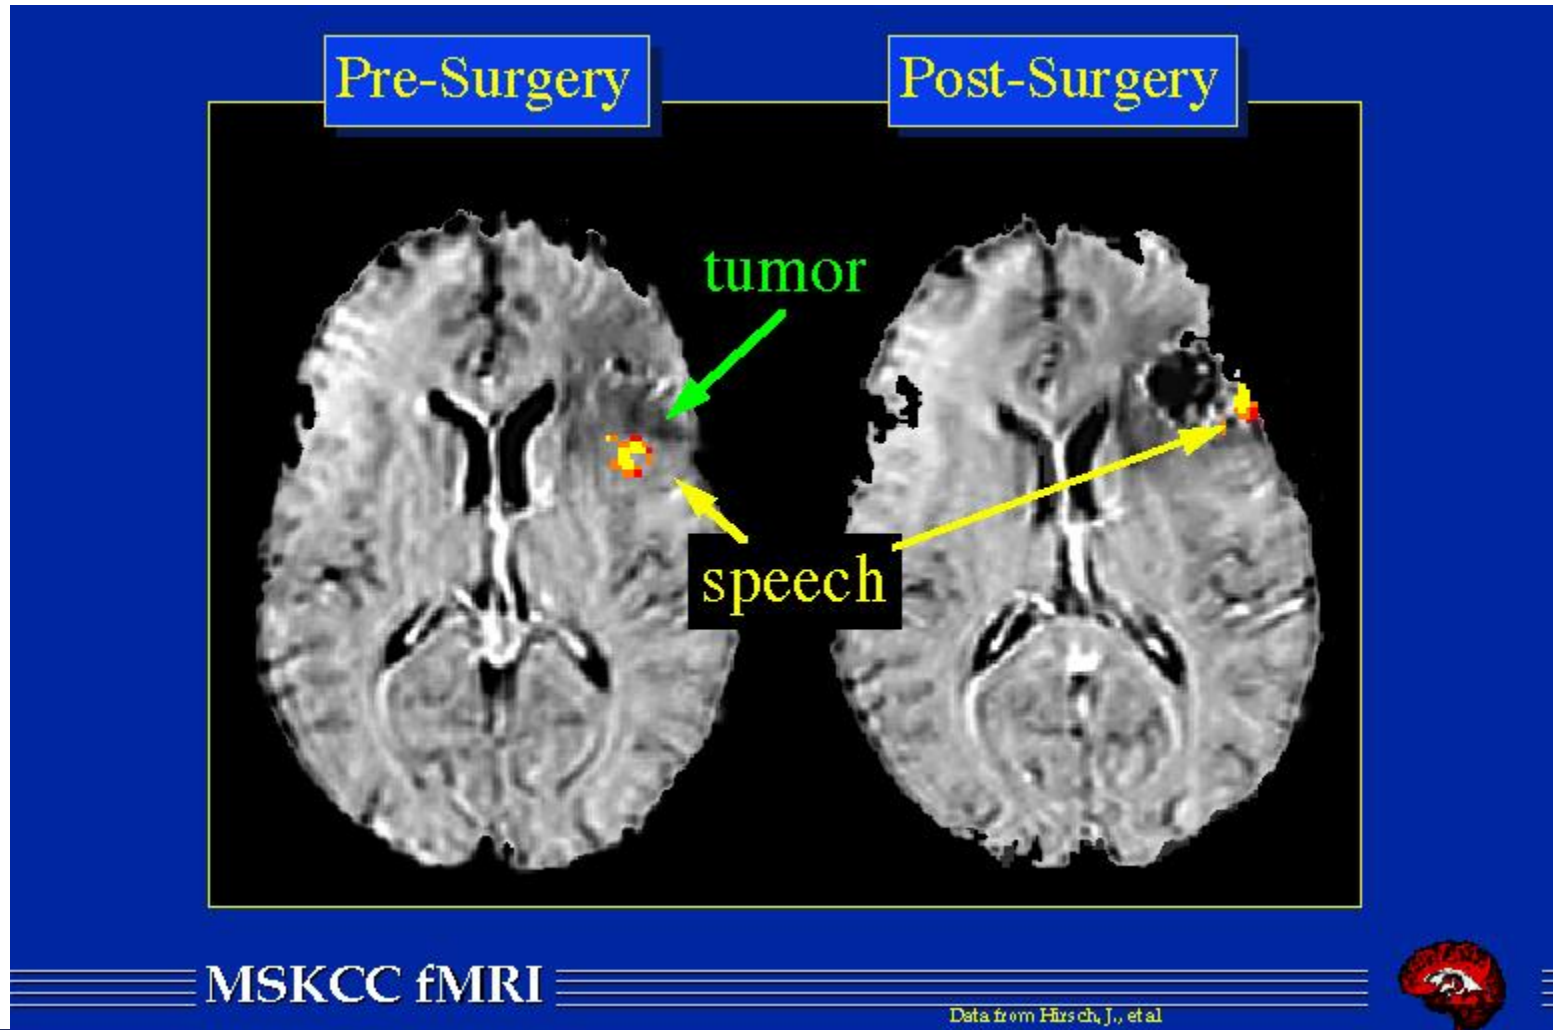 Pre-Surgery
Post-Surgery
tumor
speech
MSKCC fMRI
Data from Hirsch, J., et al